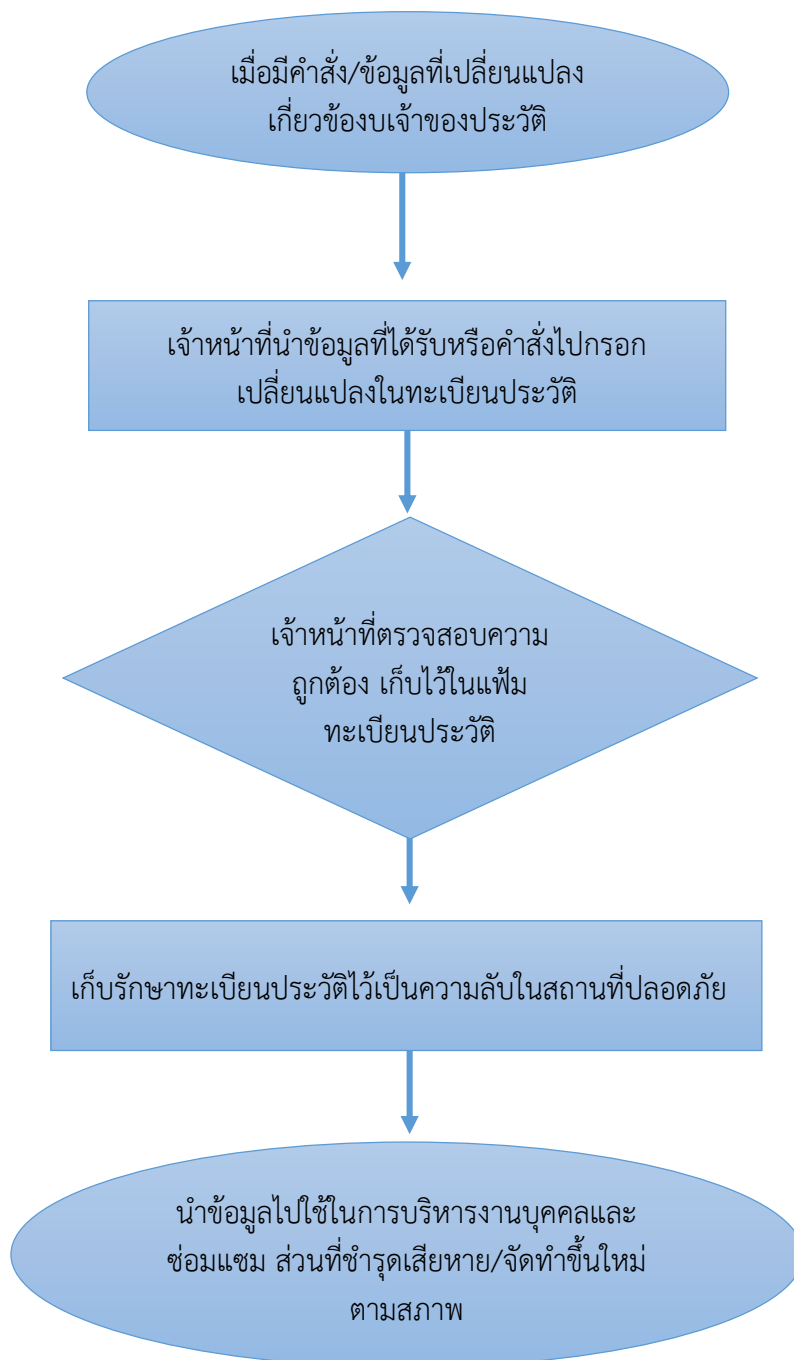 เมื่อมีคำสั่ง/ข้อมูลที่เปลี่ยนแปลง
เกี่ยวข้องบเจ้าของประวัติ
เจ้าหน้าที่นำข้อมูลที่ได้รับหรือคำสั่งไปกรอก
เปลี่ยนแปลงในทะเบียนประวัติ
เจ้าหน้าที่ตรวจสอบความ
ถูกต้อง เก็บไว้ในแฟ้ม
ทะเบียนประวัติ
เก็บรักษาทะเบียนประวัติไว้เป็นความลับในสถานที่ปลอดภัย
นำข้อมูลไปใช้ในการบริหารงานบุคคลและ
ซ่อมแซม ส่วนที่ชำรุดเสียหาย/จัดทำขึ้นใหม่
ตามสภาพ